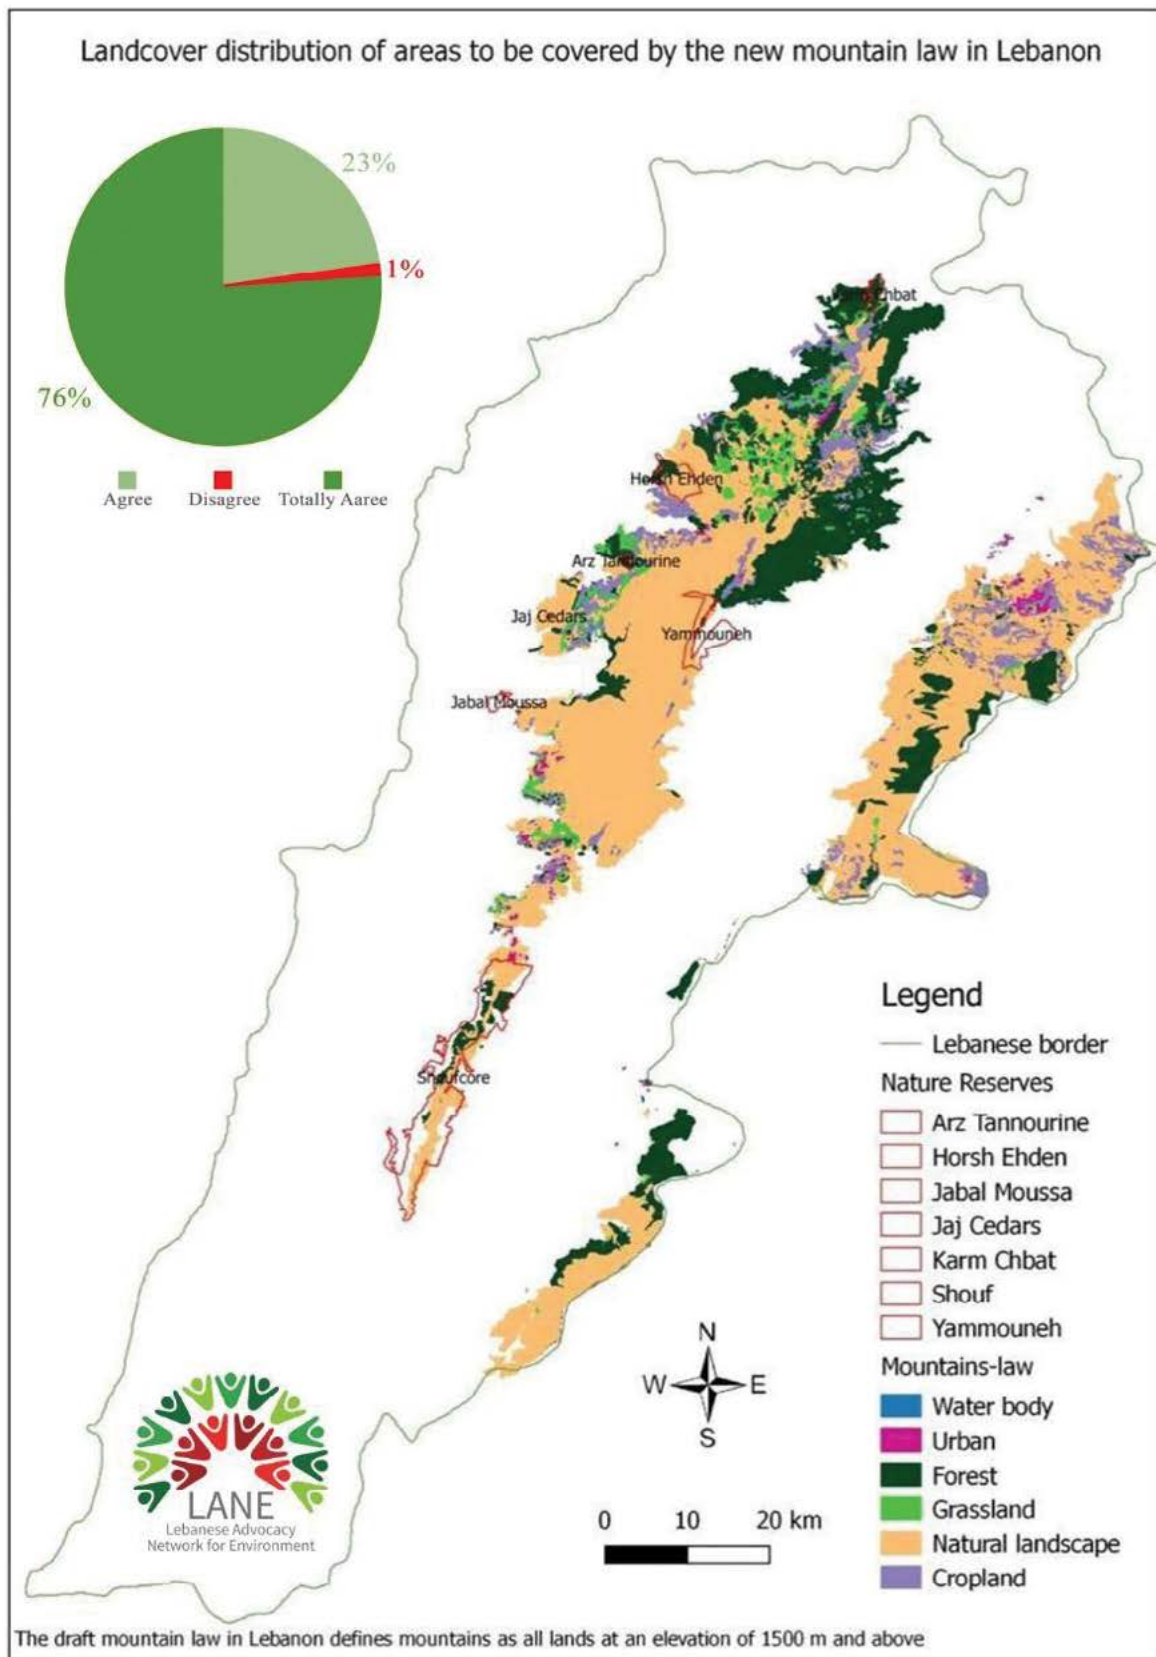 Landcover distribution of areas to be covered by the new mountain law in Lebanon
23%
1%
76%
Agree Disagree Totally Aaree
Chbat
Horsh Ehden
Arz Tannourine
Jaj Cedars
Yammouneh
Jabal Moussa
Shoufcore
Legend
Lebanese border
Nature Reserves
Arz Tannourine
Horsh Ehden
Jabal Moussa
Jaj Cedars
Karm Chbat
Shouf
Yammouneh
Mountains-law
Water body
Urban
Forest
Grassland
Natural landscape
Cropland
N
W E
S
0 10 20 km
LANE
Lebanese Advocacy
Network for Environment
The draft mountain law in Lebanon defines mountains as all lands at an elevation of 1500 m and above